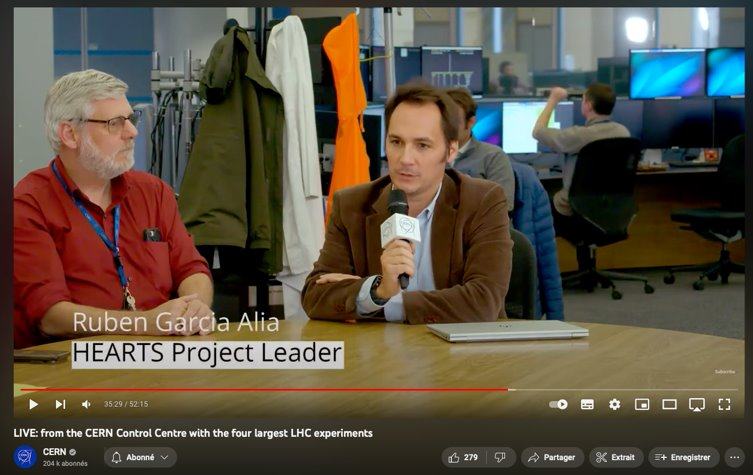 Ruben Garcia Alia
HEARTS Project Leader
Subscribe
35:29 / 52:15
LIVE: from the CERN Control Centre with the four largest LHC experiments
CERN
204 k abonnés
Abonné
279
Partager
Extrait
Enregistrer